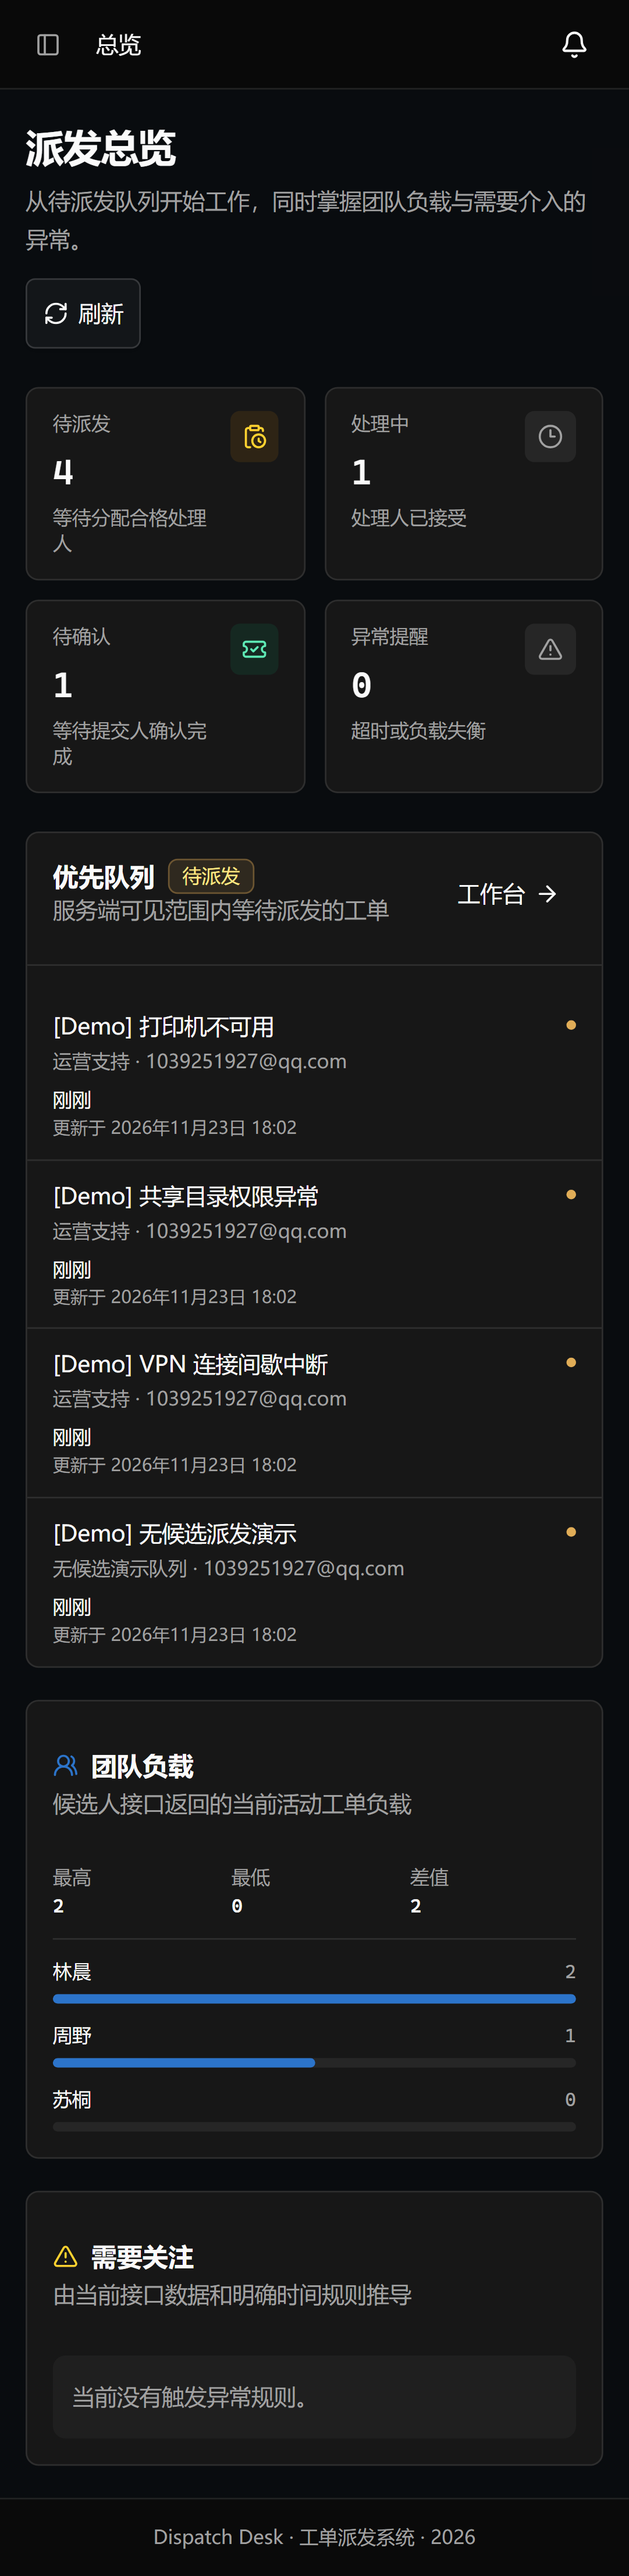 总览
派发总览
从待派发队列开始工作，同时掌握团队负载与需要介入的
异常。
刷新
待派发
4
等待分配合格处理
人
处理中
1
处理人已接受
待确认
1
等待提交人确认完
成
异常提醒
0
超时或负载失衡
优先队列 待派发
服务端可见范围内等待派发的工单
工作台
[Demo] 打印机不可用
运营支持 · 1039251927@qq.com
刚刚
更新于 2026年11月23日 18:02
[Demo] 共享目录权限异常
运营支持 · 1039251927@qq.com
刚刚
更新于 2026年11月23日 18:02
[Demo] VPN 连接间歇中断
运营支持 · 1039251927@qq.com
刚刚
更新于 2026年11月23日 18:02
[Demo] 无候选派发演示
无候选演示队列 · 1039251927@qq.com
刚刚
更新于 2026年11月23日 18:02
团队负载
候选人接口返回的当前活动工单负载
最高 最低 差值
2 0 2
林晨 2
周野 1
苏桐 0
需要关注
由当前接口数据和明确时间规则推导
当前没有触发异常规则。
Dispatch Desk · 工单派发系统 · 2026